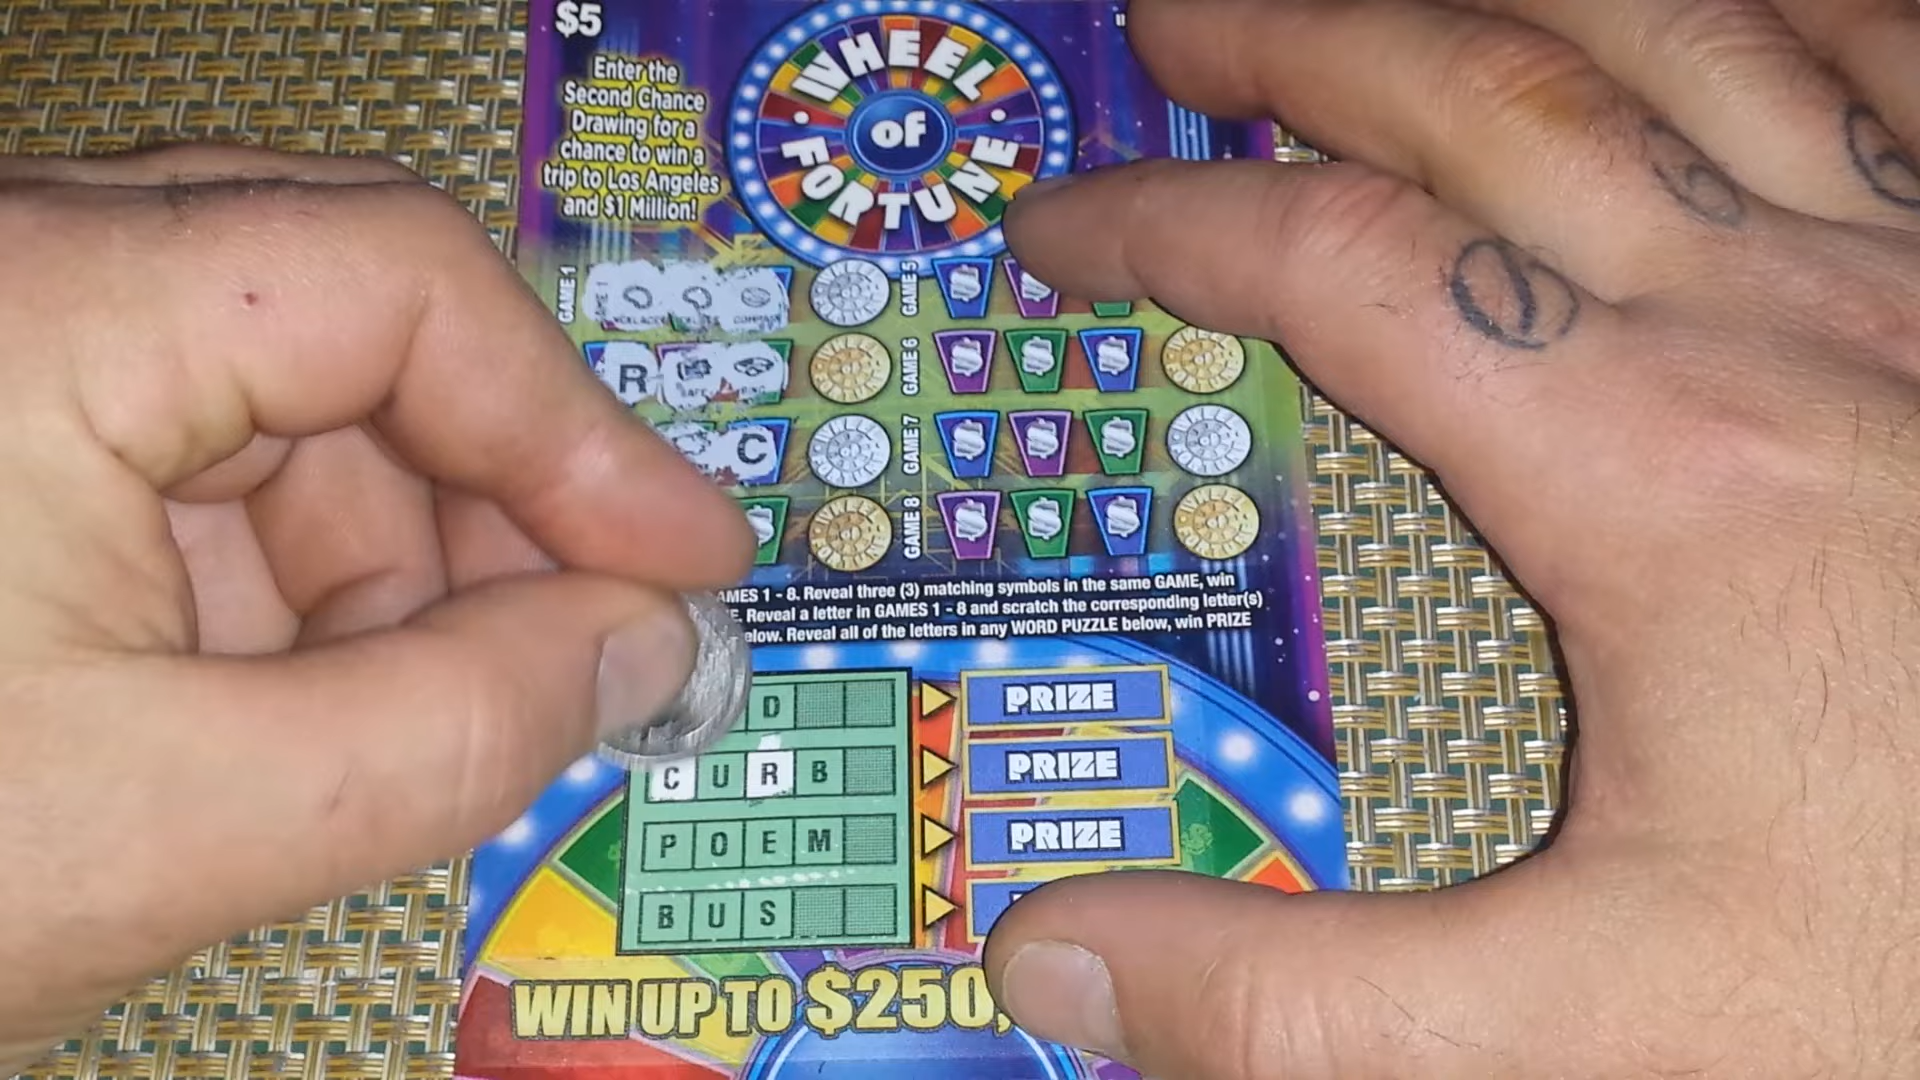 $5
Enter the
Second Chance
Drawing for a
chance to win a
trip to Los Angeles
and $1 Million!
WHEEL
OF
FORTUNE
GAME 1
GAME 5
GAME 6
R
SAFE
RING
GAME 7
C
GAME 8
AMES 1 - 8. Reveal three (3) matching symbols in the same GAME, win
E. Reveal a letter in GAMES 1 - 8 and scratch the corresponding letter(s)
elow. Reveal all of the letters in any WORD PUZZLE below, win PRIZE
D
PRIZE
C U R B
PRIZE
P O E M
PRIZE
B U S
WIN UP TO $250,